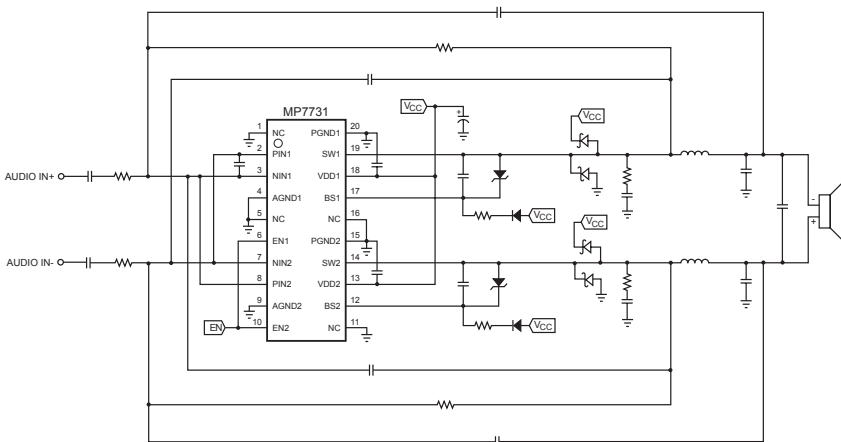 MP7731
VCC
VCC
1 NC PGND1 20
2 PIN1 SW1 19
3 NIN1 VDD1 18
4 AGND1 BS1 17
5 NC NC 16
6 EN1 PGND2 15
7 NIN2 SW2 14
8 PIN2 VDD2 13
9 AGND2 BS2 12
10 EN2 NC 11
AUDIO IN+
AUDIO IN-
EN
+
VCC
VCC
VCC
-
+